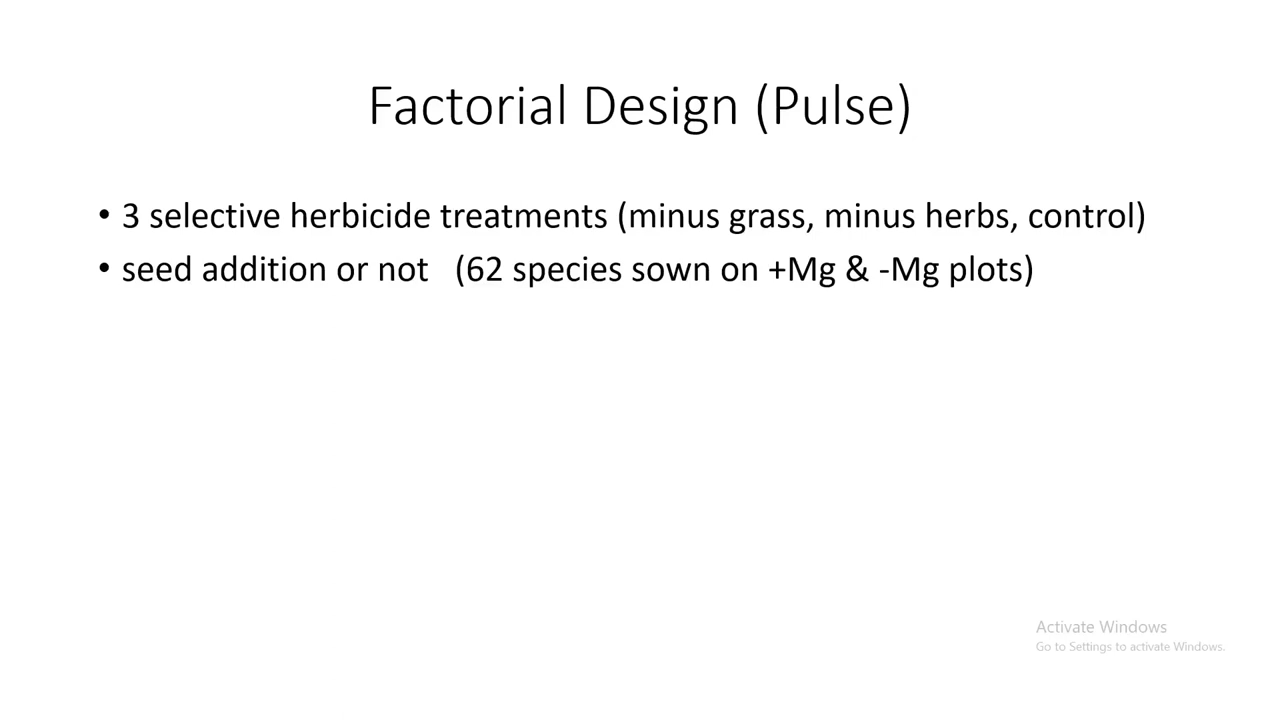 Factorial Design (Pulse)
• 3 selective herbicide treatments (minus grass, minus herbs, control)
• seed addition or not (62 species sown on +Mg & -Mg plots)
Activate Windows
Go to Settings to activate Windows.